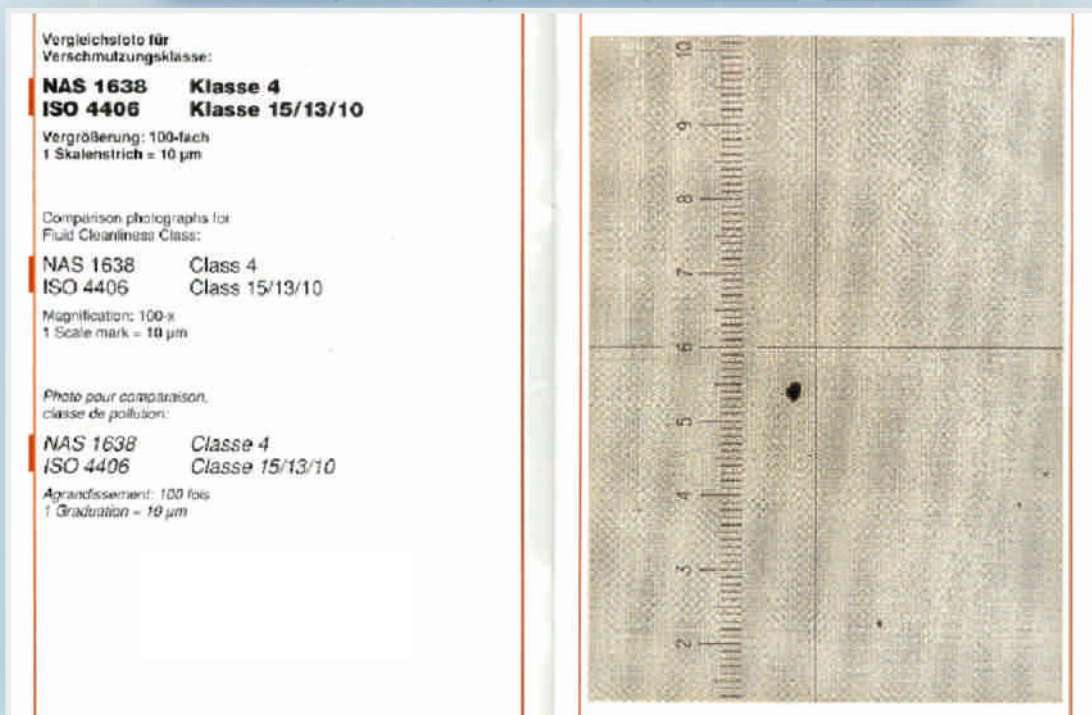 Vergleichsfoto für
Verschmutzungsklasse:
NAS 1638 Klasse 4
ISO 4406 Klasse 15/13/10
Vergrößerung: 100-fach
1 Skalenstrich = 10 µm
Comparison photographs for
Fluid Cleanliness Class:
NAS 1638 Class 4
ISO 4406 Class 15/13/10
Magnification: 100-x
1 Scale mark = 10 µm
Photo pour comparaison,
classe de pollution:
NAS 1638 Classe 4
ISO 4406 Classe 15/13/10
Agrandissement: 100 fois
1 Graduation = 10 µm
10
9
8
7
6
5
4
3
2